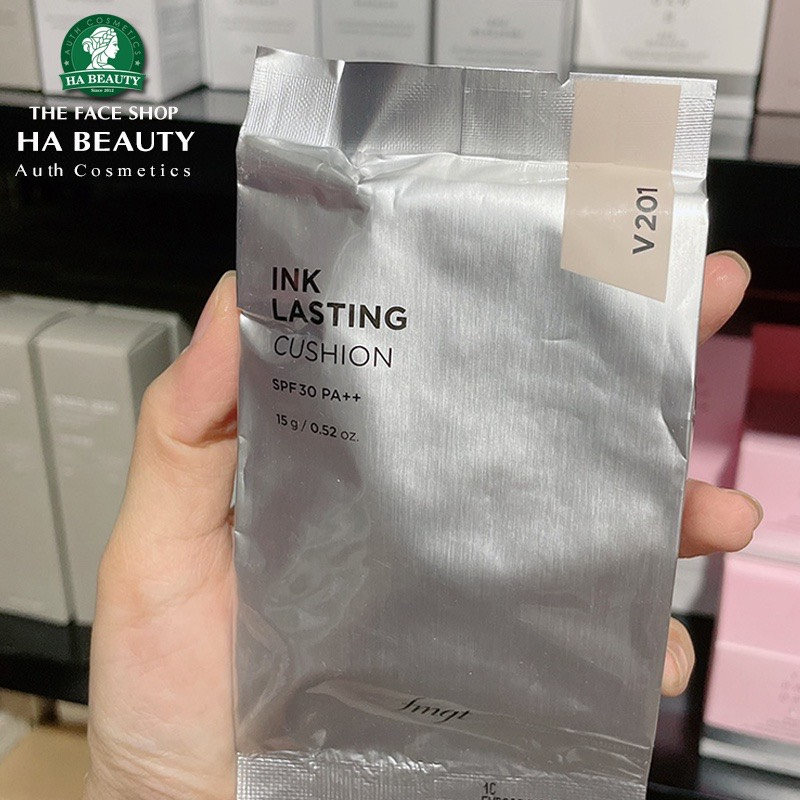 AUTH COSMETICS
HA BEAUTY
Since 2012
THE FACE SHOP
HA BEAUTY
Auth Cosmetics
V201
INK
LASTING
CUSHION
SPF30 PA++
15 g / 0.52 oz.
fmgt